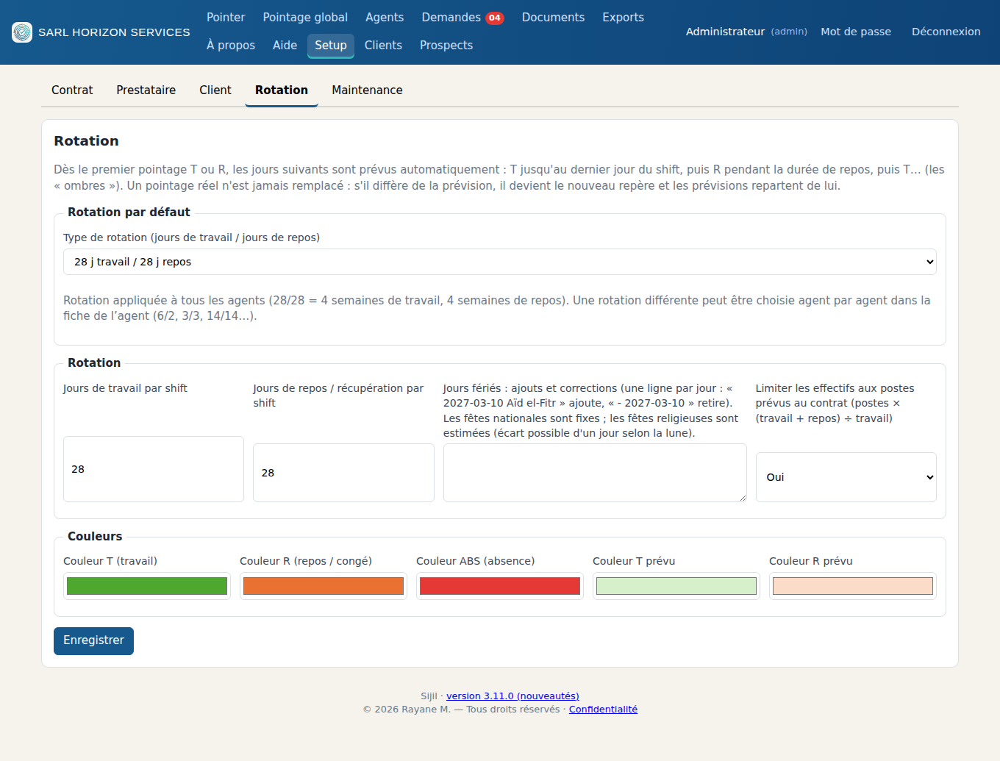 SARL HORIZON SERVICES
Pointer Pointage global Agents Demandes 04 Documents Exports
À propos Aide Setup Clients Prospects
Administrateur (admin) Mot de passe Déconnexion
Contrat Prestataire Client Rotation Maintenance
Rotation
Dès le premier pointage T ou R, les jours suivants sont prévus automatiquement : T jusqu'au dernier jour du shift, puis R pendant la durée de repos, puis T… (les
« ombres »). Un pointage réel n'est jamais remplacé : s'il diffère de la prévision, il devient le nouveau repère et les prévisions repartent de lui.
Rotation par défaut
Type de rotation (jours de travail / jours de repos)
28 j travail / 28 j repos
Rotation appliquée à tous les agents (28/28 = 4 semaines de travail, 4 semaines de repos). Une rotation différente peut être choisie agent par agent dans la
fiche de l’agent (6/2, 3/3, 14/14…).
Rotation
Jours de travail par shift
28
Jours de repos / récupération par
shift
28
Jours fériés : ajouts et corrections (une ligne par jour : «
2027-03-10 Aïd el-Fitr » ajoute, « - 2027-03-10 » retire).
Les fêtes nationales sont fixes ; les fêtes religieuses sont
estimées (écart possible d'un jour selon la lune).
Limiter les effectifs aux postes
prévus au contrat (postes ×
(travail + repos) ÷ travail)
Oui
Couleurs
Couleur T (travail) Couleur R (repos / congé) Couleur ABS (absence) Couleur T prévu Couleur R prévu
Enregistrer
Sijil · version 3.11.0 (nouveautés)
© 2026 Rayane M. — Tous droits réservés · Confidentialité